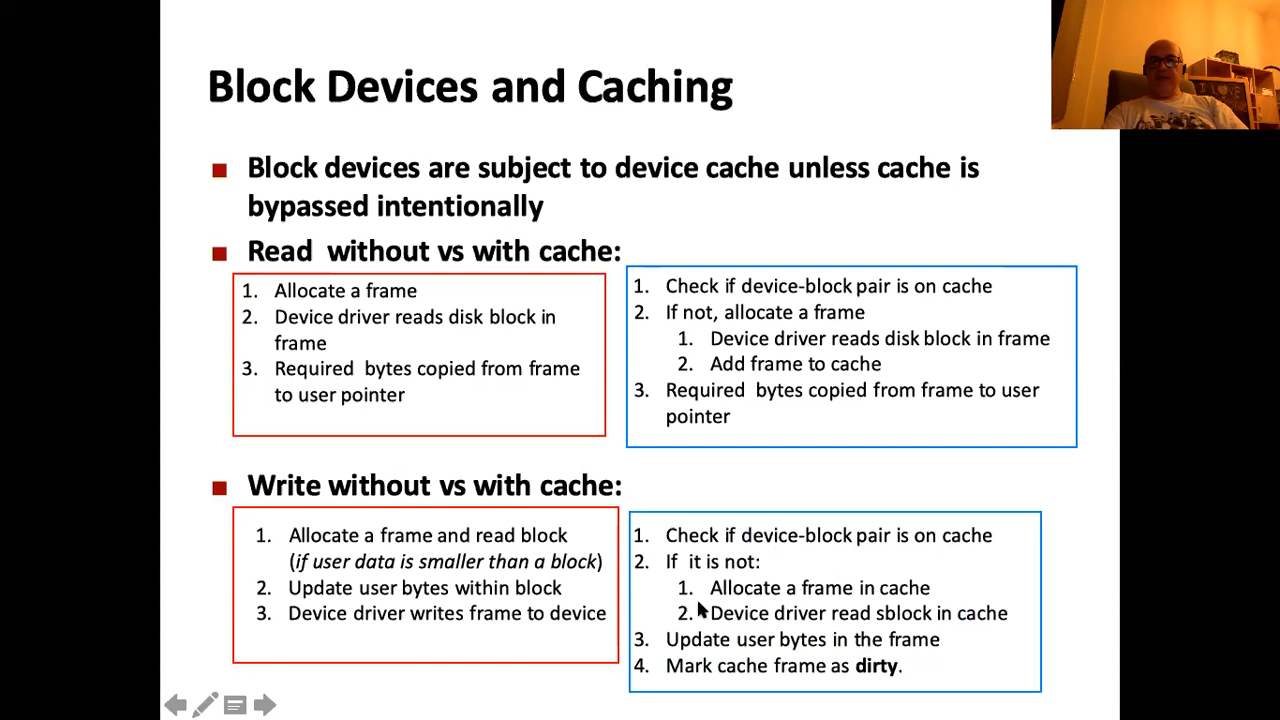 Block Devices and Caching
Block devices are subject to device cache unless cache is
bypassed intentionally
Read without vs with cache:
1. Allocate a frame
2. Device driver reads disk block in
frame
3. Required bytes copied from frame
to user pointer
1. Check if device-block pair is on cache
2. If not, allocate a frame
1. Device driver reads disk block in frame
2. Add frame to cache
3. Required bytes copied from frame to user
pointer
Write without vs with cache:
1. Allocate a frame and read block
(if user data is smaller than a block)
2. Update user bytes within block
3. Device driver writes frame to device
1. Check if device-block pair is on cache
2. If it is not:
1. Allocate a frame in cache
2. Device driver read sblock in cache
3. Update user bytes in the frame
4. Mark cache frame as dirty.